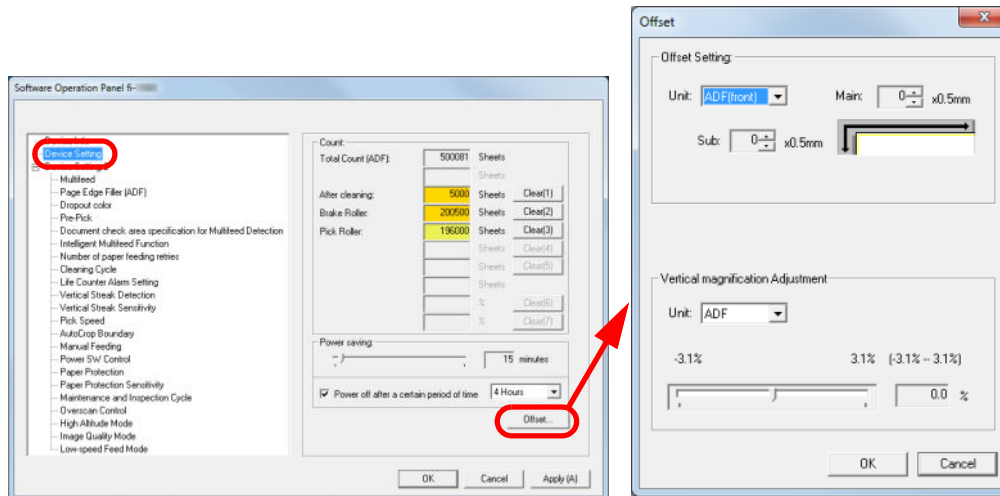 Software Operation Panel fi-
Device Info
Device Setting
Device Setting 2
Multifeed
Page Edge Filler (ADF)
Dropout color
Pre-Pick
Document check area specification for Multifeed Detection
Intelligent Multifeed Function
Number of paper feeding retries
Cleaning Cycle
Life Counter Alarm Setting
Vertical Streak Detection
Vertical Streak Sensitivity
Pick Speed
AutoCrop Boundary
Manual Feeding
Power SW Control
Paper Protection
Paper Protection Sensitivity
Maintenance and Inspection Cycle
Overscan Control
High Altitude Mode
Image Quality Mode
Low-speed Feed Mode
Count:
Total Count (ADF): 500081 Sheets
Sheets
After cleaning: 5000 Sheets Clear(1)
Brake Roller: 200500 Sheets Clear(2)
Pick Roller: 196000 Sheets Clear(3)
Sheets Clear(4)
Sheets Clear(5)
Sheets
% Clear(6)
% Clear(7)
Power saving:
15 minutes
Power off after a certain period of time 4 Hours
Offset...
OK Cancel Apply (A)
Offset
Offset Setting:
Unit: ADF(front) Main: 0 x0.5mm
Sub: 0 x0.5mm
Vertical magnification Adjustment
Unit: ADF
-3.1% 3.1% (-3.1% -- 3.1%)
0.0 %
OK Cancel